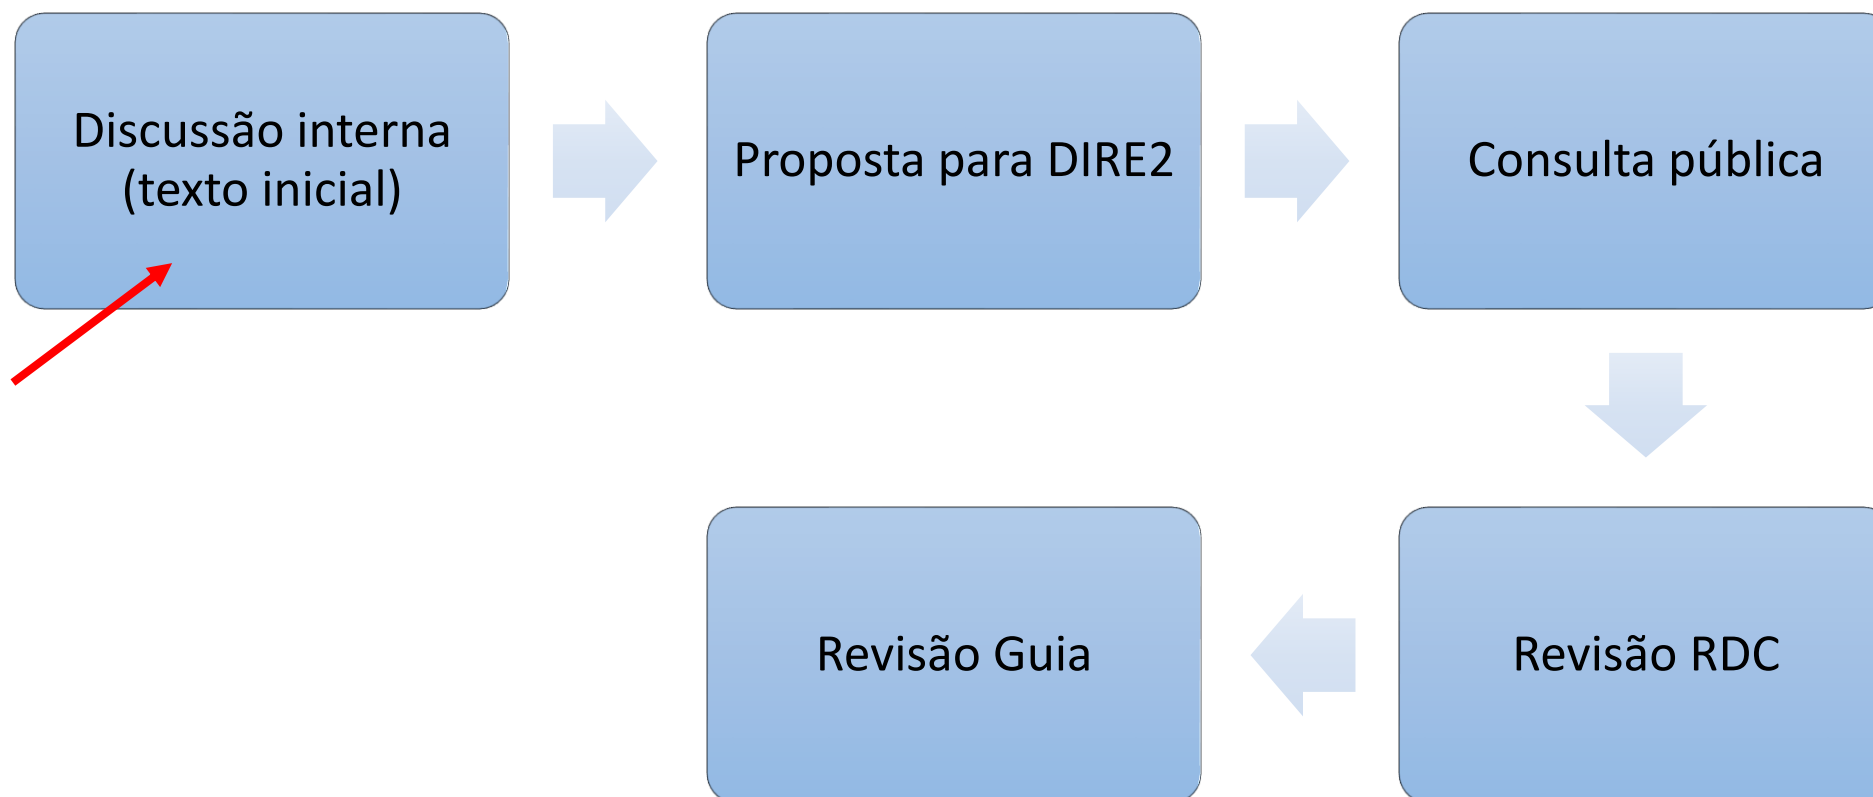 Discussão interna
(texto inicial)
Proposta para DIRE2
Consulta pública
Revisão RDC
Revisão Guia